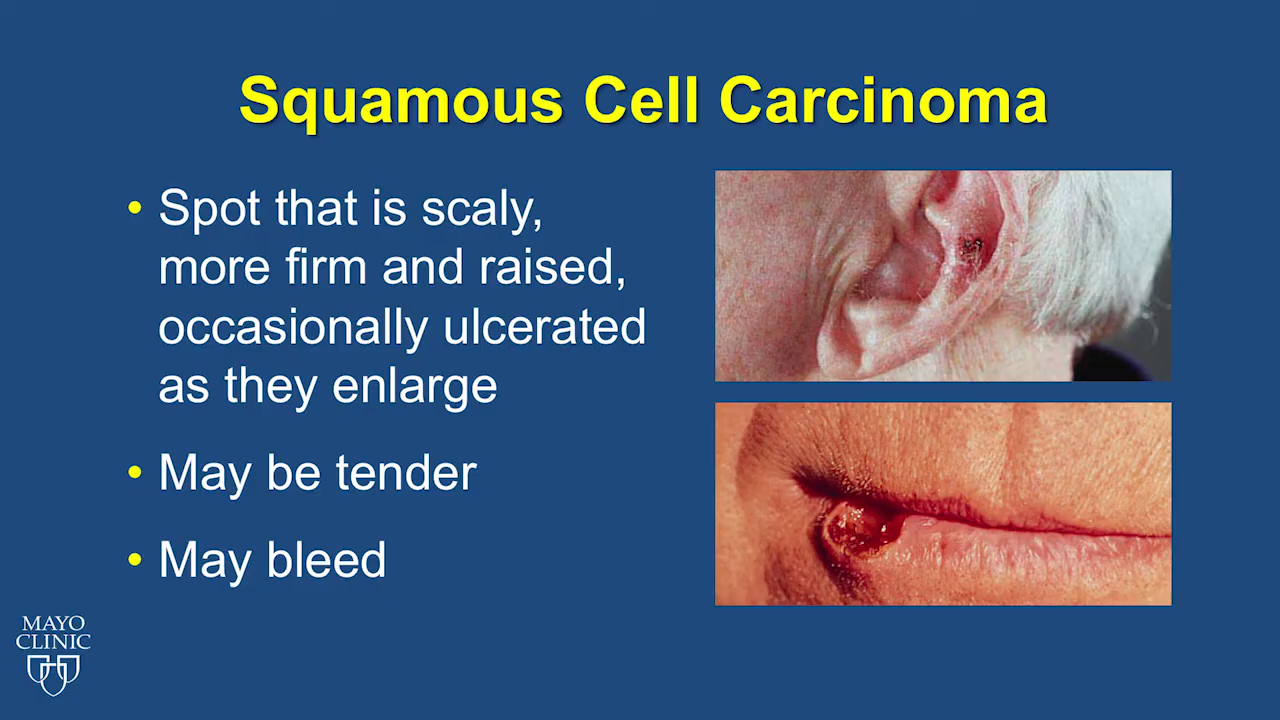 Squamous Cell Carcinoma
• Spot that is scaly,
more firm and raised,
occasionally ulcerated
as they enlarge
• May be tender
• May bleed
MAYO
CLINIC